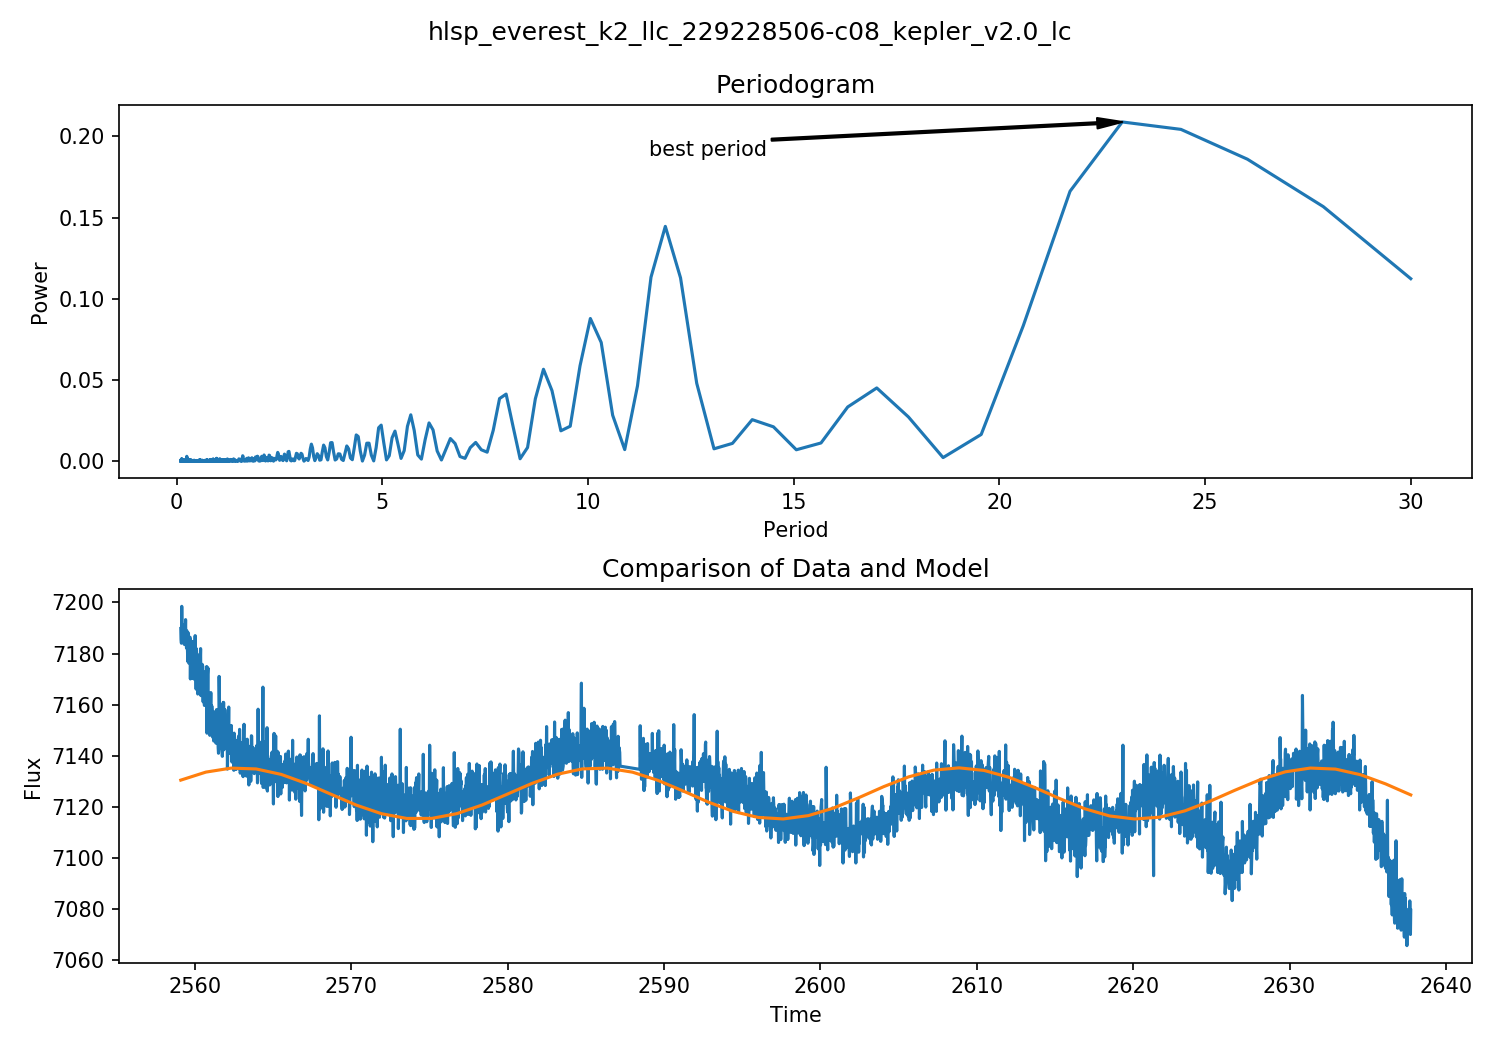 hlsp_everest_k2_llc_229228506-c08_kepler_v2.0_lc
Periodogram
Power
0.20
0.15
0.10
0.05
0.00
best period
0 5 10 15 20 25 30
Period
Comparison of Data and Model
Flux
7200
7180
7160
7140
7120
7100
7080
7060
2560 2570 2580 2590 2600 2610 2620 2630 2640
Time